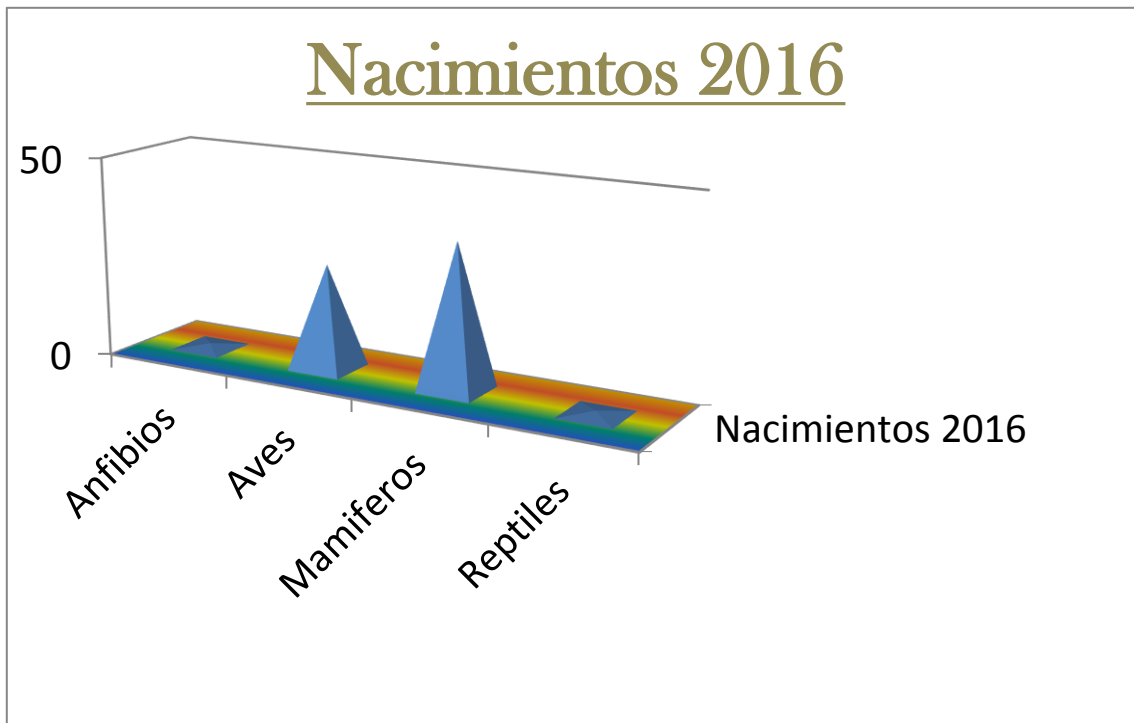 Nacimientos 2016
50
0
Anfibios
Aves
Mamiferos
Reptiles
Nacimientos 2016